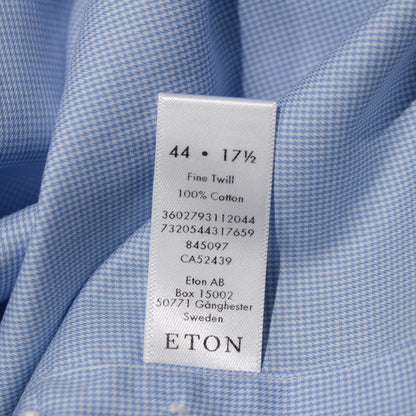 44 • 17½
Fine Twill
100% Cotton
3602793112044
7320544317659
845097
CA52439
Eton AB
Box 15002
50771 Gånghester
Sweden
ETON